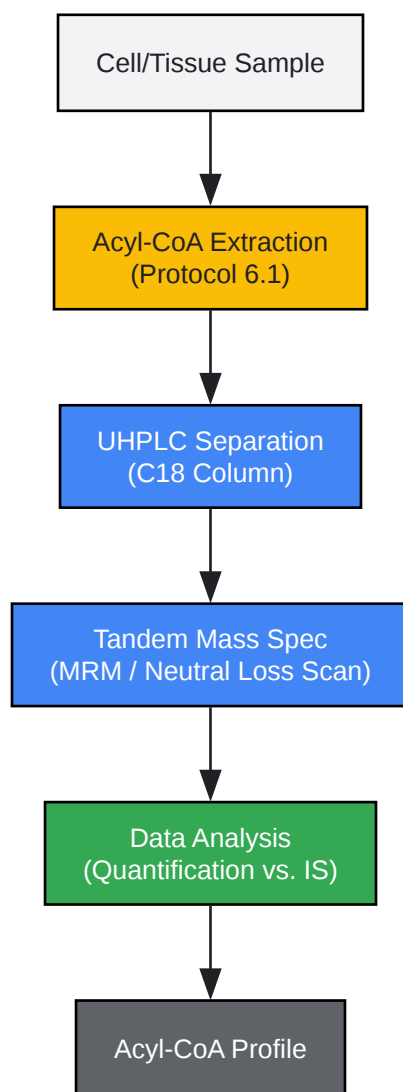 Cell/Tissue Sample
Acyl-CoA Extraction
(Protocol 6.1)
UHPLC Separation
(C18 Column)
Tandem Mass Spec
(MRM / Neutral Loss Scan)
Data Analysis
(Quantification vs. IS)
Acyl-CoA Profile